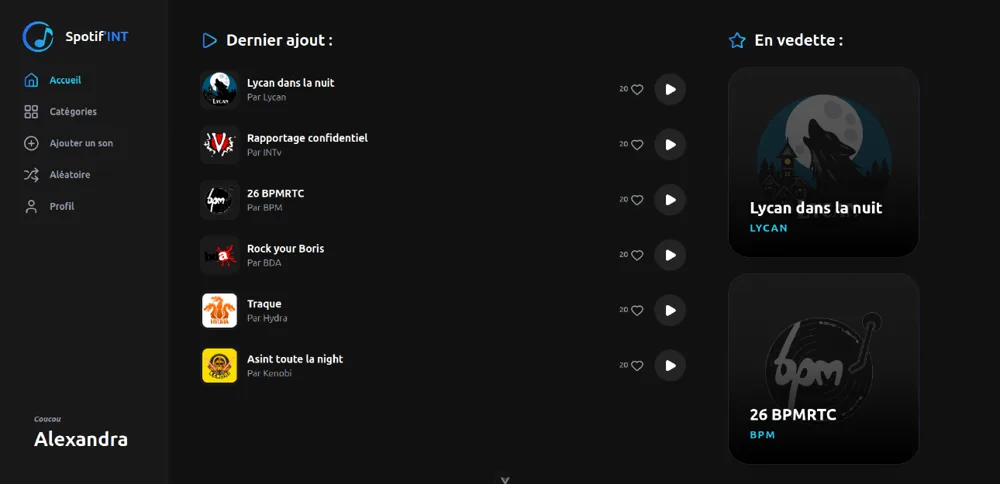 Spotif'INT
Accueil
Catégories
Ajouter un son
Aléatoire
Profil
Coucou
Alexandra
Dernier ajout :
Lycan dans la nuit
Par Lycan
20
Rapportage confidentiel
Par INTv
20
26 BPMRTC
Par BPM
20
Rock your Boris
Par BDA
20
Traque
Par Hydra
20
Asint toute la night
Par Kenobi
20
En vedette :
Lycan dans la nuit
LYCAN
bpm
26 BPMRTC
BPM